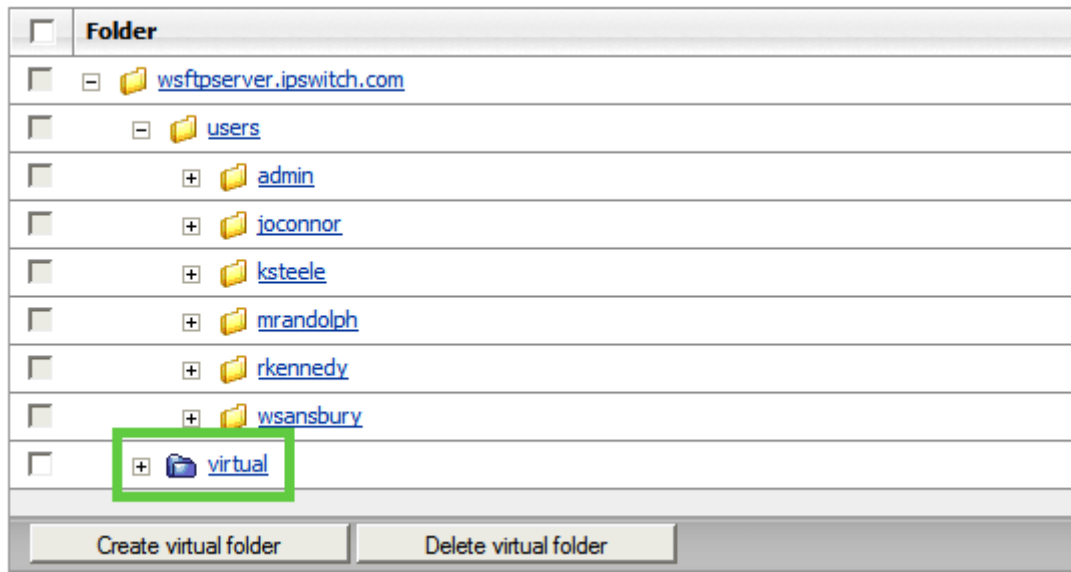 Folder
wsftpserver.ipswitch.com
users
admin
joconnor
ksteele
mrandolph
rkennedy
wsansbury
virtual
Create virtual folder Delete virtual folder